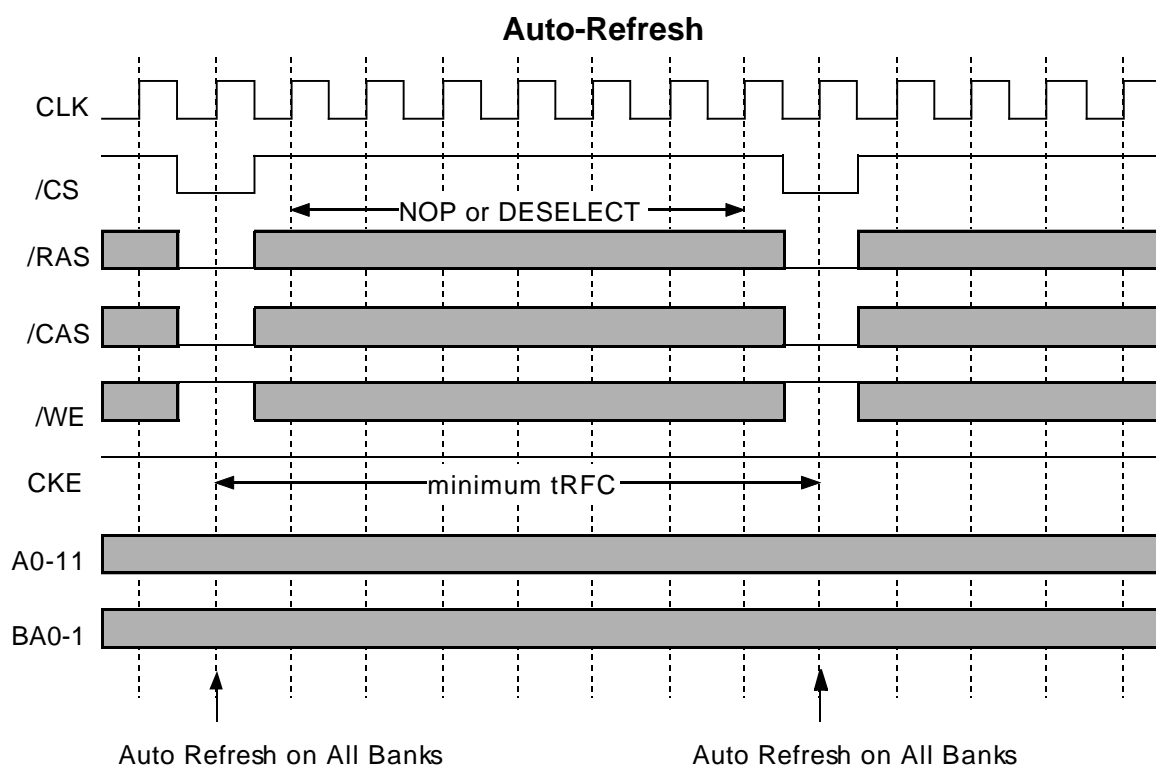 Auto-Refresh
CLK
/CS
NOP or DESELECT
/RAS
/CAS
/WE
CKE
minimum tRFC
A0-11
BA0-1
Auto Refresh on All Banks
Auto Refresh on All Banks